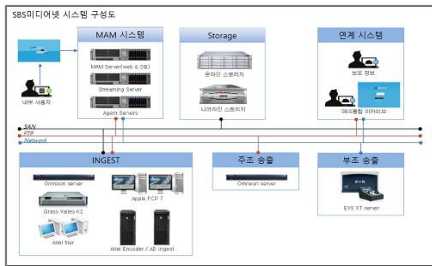 SBS미디어넷 시스템 구성도
MAM 시스템
MAM Server(web & DB)
Streaming Server
Agent Servers
내부 사용자
Storage
온라인 스토리지
니어라인 스토리지
연계 시스템
보도 정보
SBS통합 아카이브
SAN
FTP
Network
INGEST
Omneon server
Grass Valley K2
Ariel filer
Apple FCP 7
Ariel Encoder / AD Ingest
주조 송출
Omneon server
부조 송출
EVS XT server